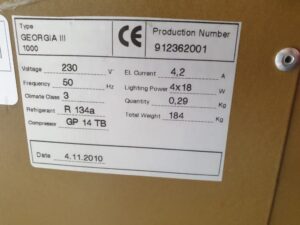 Type
GEORGIA III
1000
CE
Production Number
912362001
Voltage 230 V El. Current 4,2 A
Frequency 50 Hz Lighting Power 4x18 W
Climate Class 3 Quantity 0,29 Kg
Refrigerant R 134a Total Weight 184 Kg
Compressor GP 14 TB
Date 4.11.2010